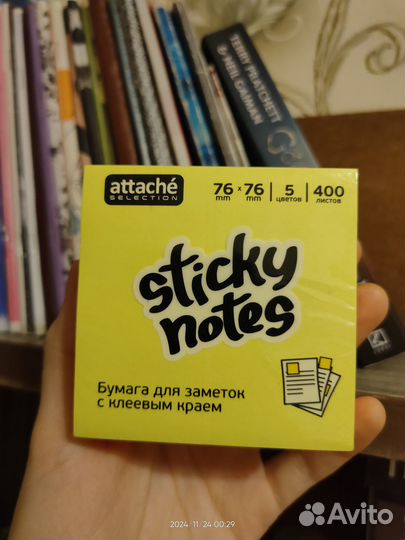 TERRY PRATCHETT
& NEIL GAIMAN
attaché
SELECTION
76 mm x 76 mm | 5 цветов | 400 листов
sticky
notes
Бумага для заметок
с клеевым краем
2024-11-24 00:29
Avito